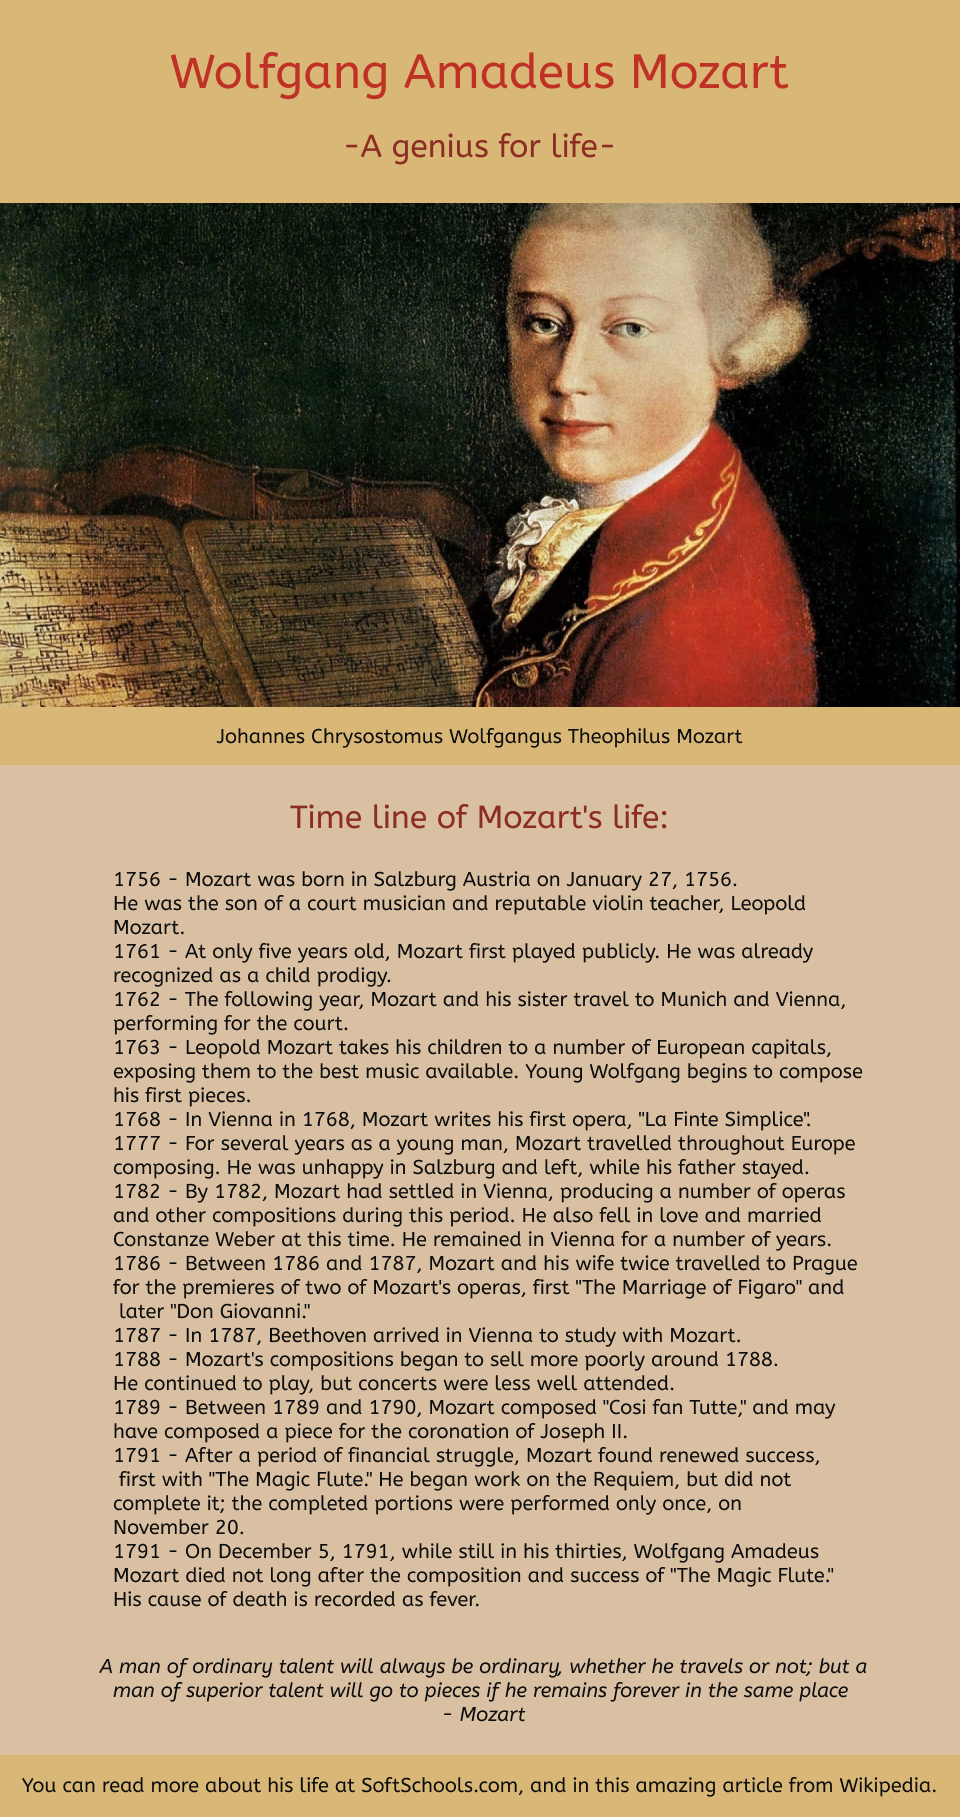 Wolfgang Amadeus Mozart
-A genius for life-
Johannes Chrysostomus Wolfgangus Theophilus Mozart
Time line of Mozart's life:
1756 - Mozart was born in Salzburg Austria on January 27, 1756.
He was the son of a court musician and reputable violin teacher, Leopold
Mozart.
1761 - At only five years old, Mozart first played publicly. He was already
recognized as a child prodigy.
1762 - The following year, Mozart and his sister travel to Munich and Vienna,
performing for the court.
1763 - Leopold Mozart takes his children to a number of European capitals,
exposing them to the best music available. Young Wolfgang begins to compose
his first pieces.
1768 - In Vienna in 1768, Mozart writes his first opera, "La Finte Simplice".
1777 - For several years as a young man, Mozart travelled throughout Europe
composing. He was unhappy in Salzburg and left, while his father stayed.
1782 - By 1782, Mozart had settled in Vienna, producing a number of operas
and other compositions during this period. He also fell in love and married
Constanze Weber at this time. He remained in Vienna for a number of years.
1786 - Between 1786 and 1787, Mozart and his wife twice travelled to Prague
for the premieres of two of Mozart's operas, first "The Marriage of Figaro" and
later "Don Giovanni."
1787 - In 1787, Beethoven arrived in Vienna to study with Mozart.
1788 - Mozart's compositions began to sell more poorly around 1788.
He continued to play, but concerts were less well attended.
1789 - Between 1789 and 1790, Mozart composed "Cosi fan Tutte," and may
have composed a piece for the coronation of Joseph II.
1791 - After a period of financial struggle, Mozart found renewed success,
first with "The Magic Flute." He began work on the Requiem, but did not
complete it; the completed portions were performed only once, on
November 20.
1791 - On December 5, 1791, while still in his thirties, Wolfgang Amadeus
Mozart died not long after the composition and success of "The Magic Flute."
His cause of death is recorded as fever.
A man of ordinary talent will always be ordinary, whether he travels or not; but a
man of superior talent will go to pieces if he remains forever in the same place
- Mozart
You can read more about his life at SoftSchools.com, and in this amazing article from Wikipedia.